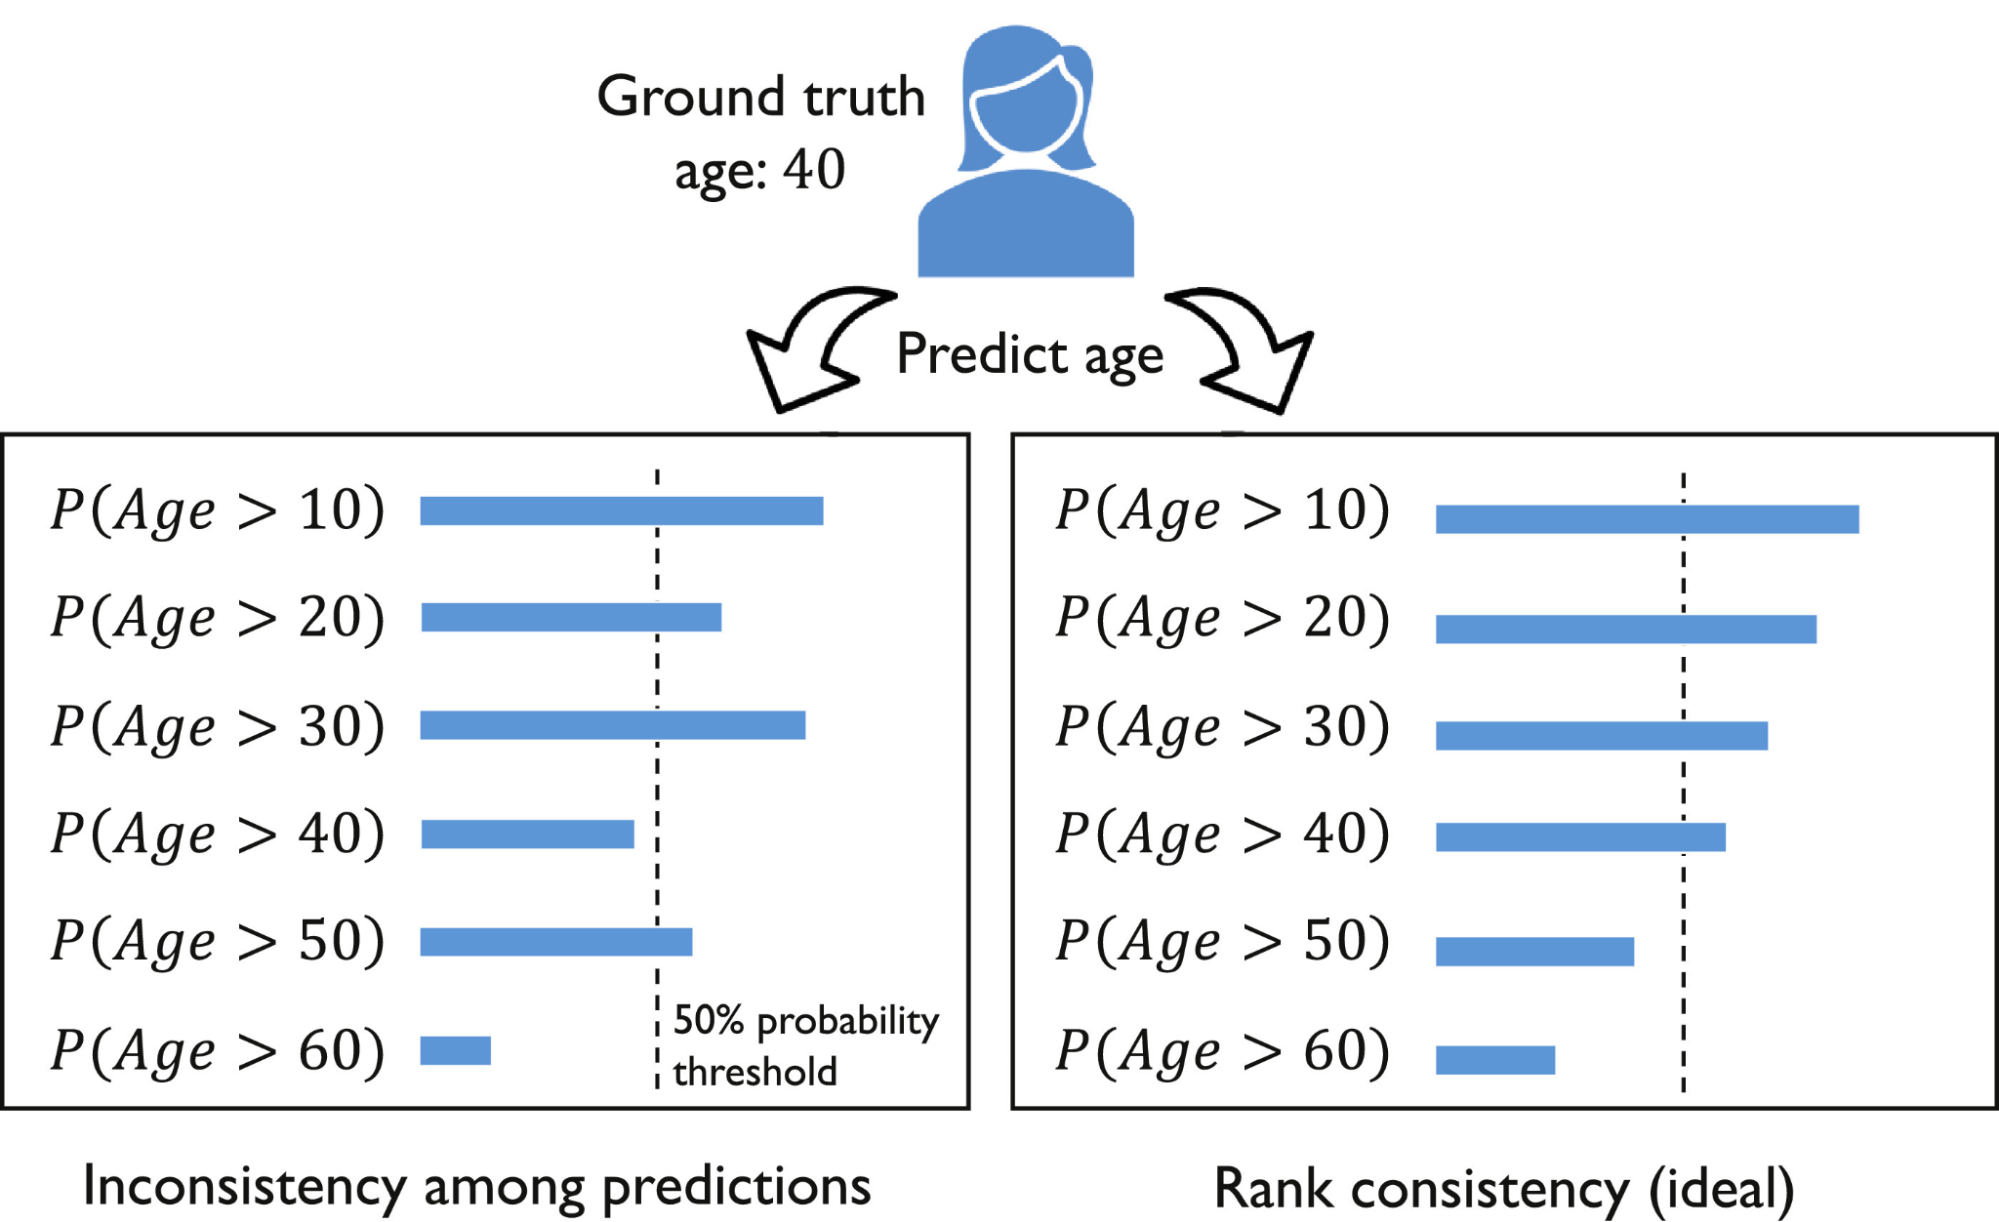 Ground truth
age: 40
Predict age
P(Age > 10)
P(Age > 20)
P(Age > 30)
P(Age > 40)
P(Age > 50)
P(Age > 60)
50% probability
threshold
Inconsistency among predictions
P(Age > 10)
P(Age > 20)
P(Age > 30)
P(Age > 40)
P(Age > 50)
P(Age > 60)
Rank consistency (ideal)